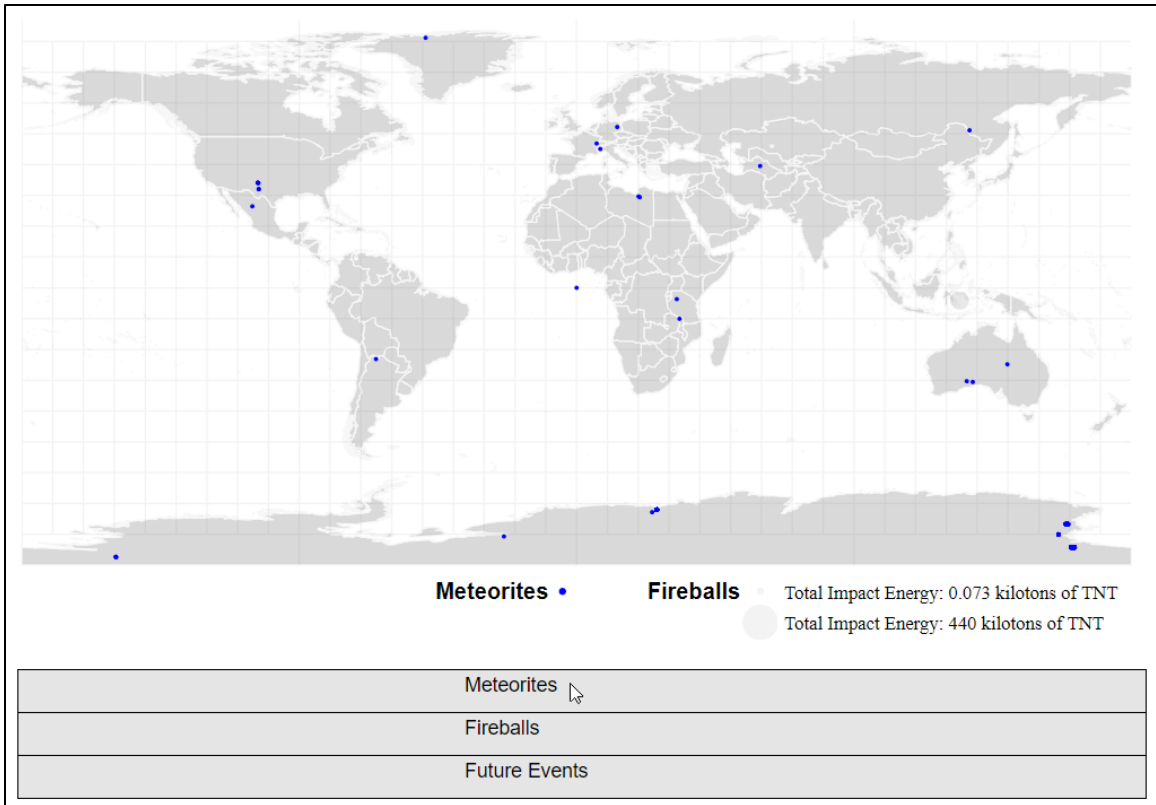 Meteorites
Fireballs
Total Impact Energy: 0.073 kilotons of TNT
Total Impact Energy: 440 kilotons of TNT
Meteorites
Fireballs
Future Events